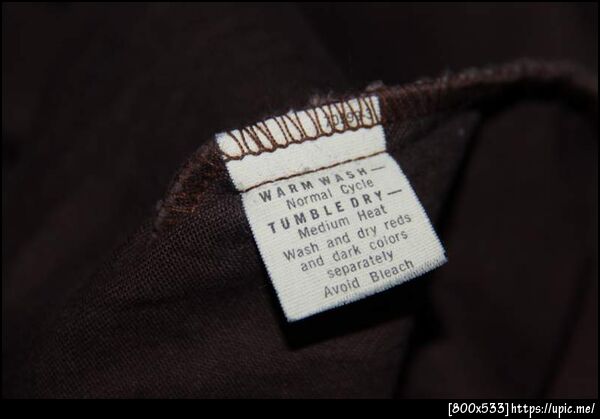 WARM WASH—
Normal Cycle
TUMBLE DRY—
Medium Heat
Wash and dry reds
and dark colors
separately
Avoid Bleach
[800x533]https://upic.me/